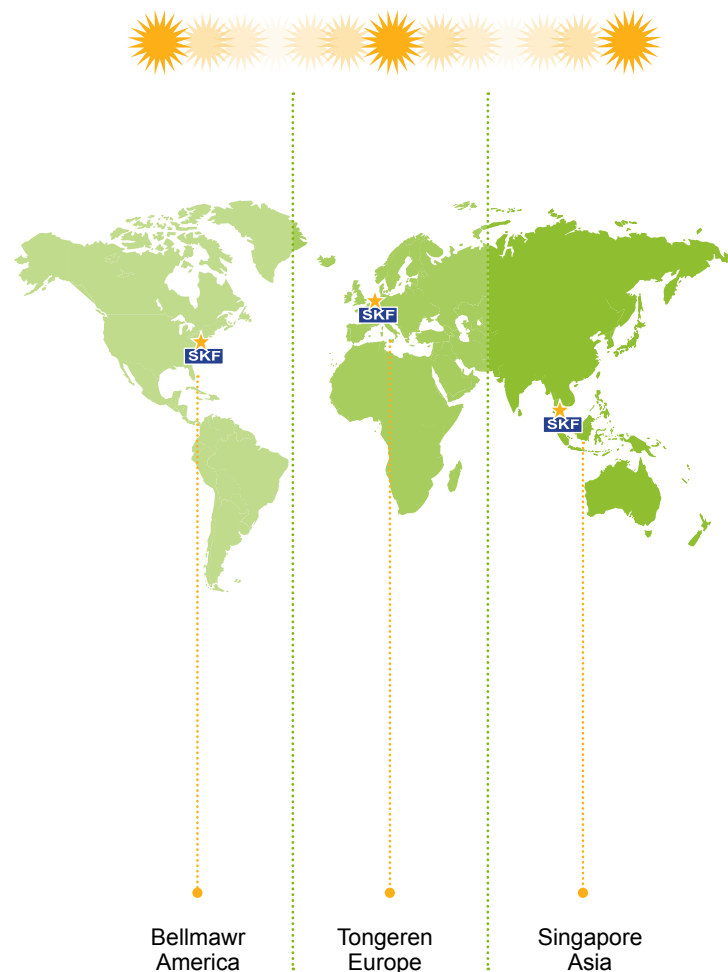 SKF
SKF
SKF
Bellmawr
America
Tongeren
Europe
Singapore
Asia